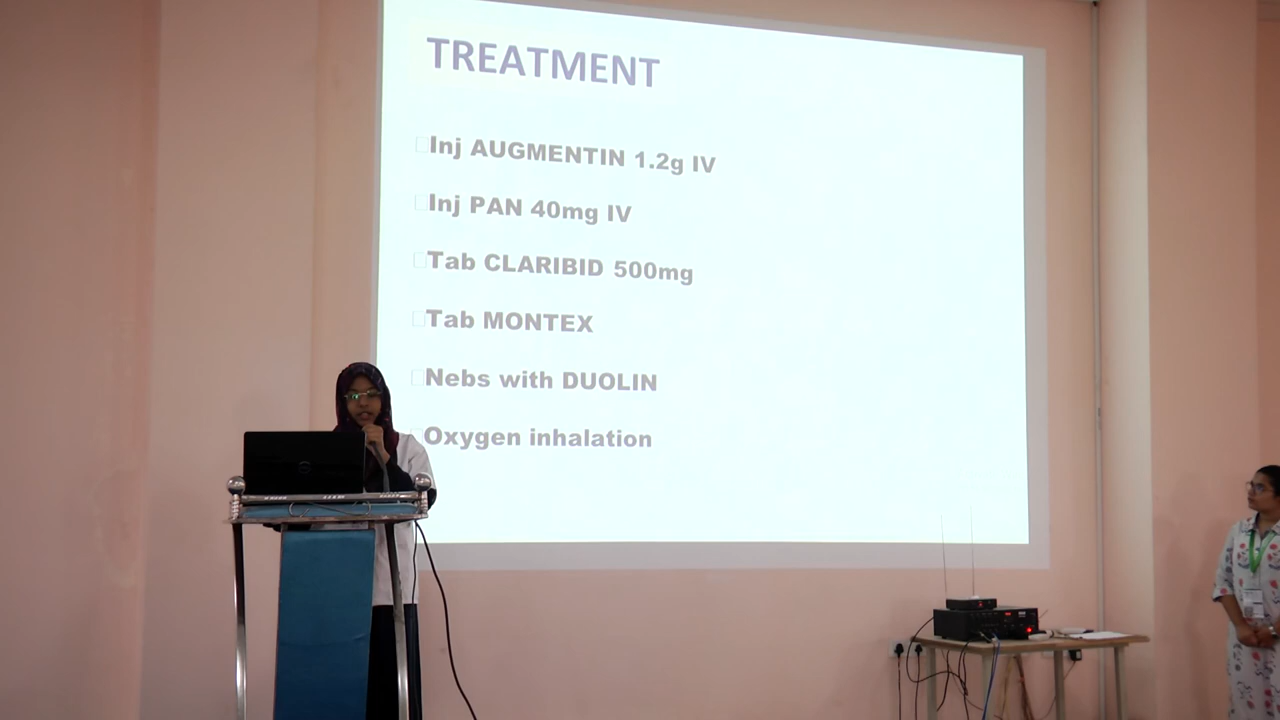 TREATMENT
Inj AUGMENTIN 1.2g IV
Inj PAN 40mg IV
Tab CLARIBID 500mg
Tab MONTEX
Nebs with DUOLIN
Oxygen inhalation